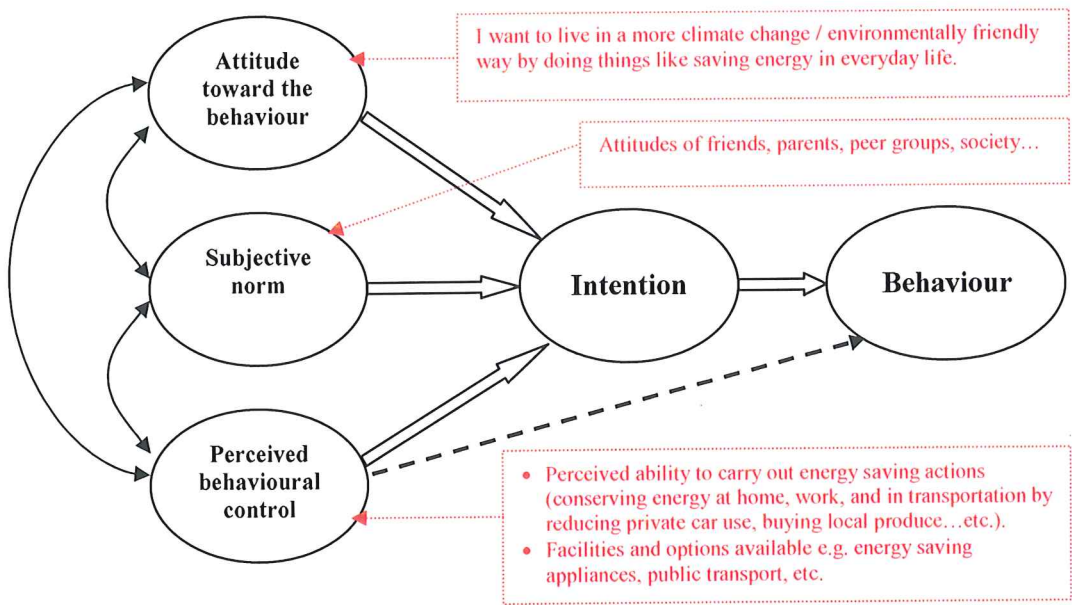 Attitude
toward the
behaviour
I want to live in a more climate change / environmentally friendly
way by doing things like saving energy in everyday life.
Attitudes of friends, parents, peer groups, society…
Subjective
norm
Intention
Behaviour
Perceived
behavioural
control
• Perceived ability to carry out energy saving actions
(conserving energy at home, work, and in transportation by
reducing private car use, buying local produce…etc.).
• Facilities and options available e.g. energy saving
appliances, public transport, etc.